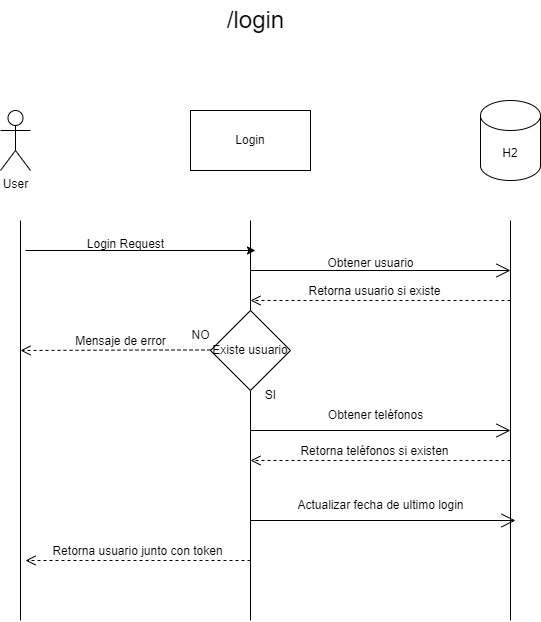 /login
Login
H2
User
Login Request
Obtener usuario
Retorna usuario si existe
NO
Mensaje de error
Existe usuario
SI
Obtener teléfonos
Retorna teléfonos si existen
Actualizar fecha de ultimo login
Retorna usuario junto con token